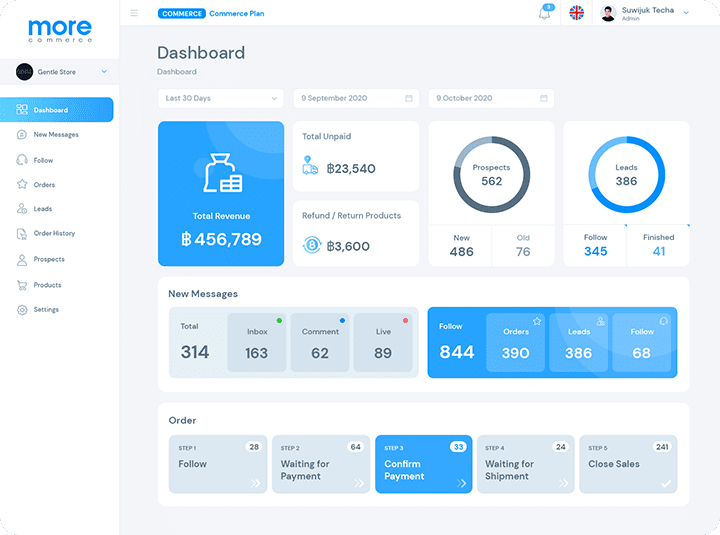 more
commerce
COMMERCE Commerce Plan
3
Suwijuk Techa
Admin
Gentle Store
Dashboard
New Messages
Follow
Orders
Leads
Order History
Prospects
Products
Settings
Dashboard
Dashboard
Last 30 Days
9 September 2020
9 October 2020
Total Revenue
฿456,789
Total Unpaid
฿23,540
Refund / Return Products
฿3,600
Prospects
562
New
486
Old
76
Leads
386
Follow
345
Finished
41
New Messages
Total
314
Inbox
163
Comment
62
Live
89
Follow
844
Orders
390
Leads
386
Follow
68
Order
STEP 1
28
Follow
STEP 2
64
Waiting for
Payment
STEP 3
33
Confirm
Payment
STEP 4
24
Waiting for
Shipment
STEP 5
241
Close Sales